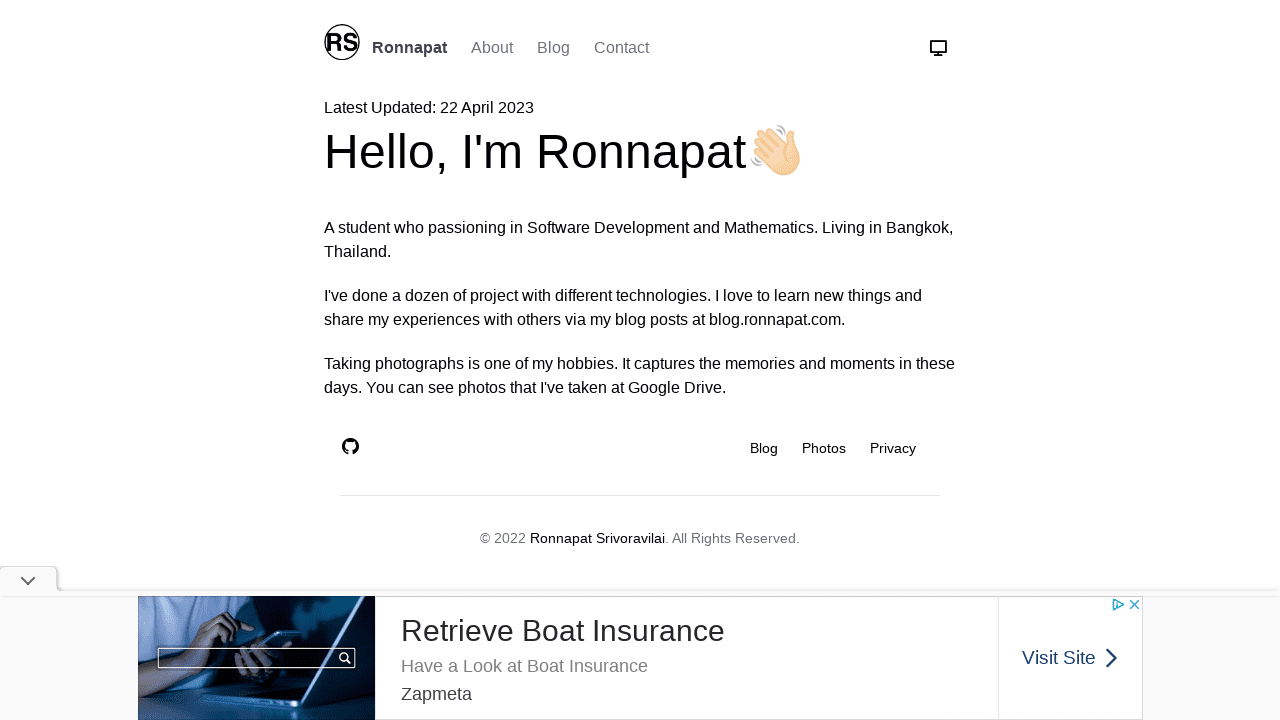 RS Ronnapat About Blog Contact
Latest Updated: 22 April 2023
Hello, I'm Ronnapat👋🏻
A student who passioning in Software Development and Mathematics. Living in Bangkok,
Thailand.
I've done a dozen of project with different technologies. I love to learn new things and
share my experiences with others via my blog posts at blog.ronnapat.com.
Taking photographs is one of my hobbies. It captures the memories and moments in these
days. You can see photos that I've taken at Google Drive.
Blog Photos Privacy
© 2022 Ronnapat Srivoravilai. All Rights Reserved.
Retrieve Boat Insurance
Have a Look at Boat Insurance
Zapmeta
Visit Site